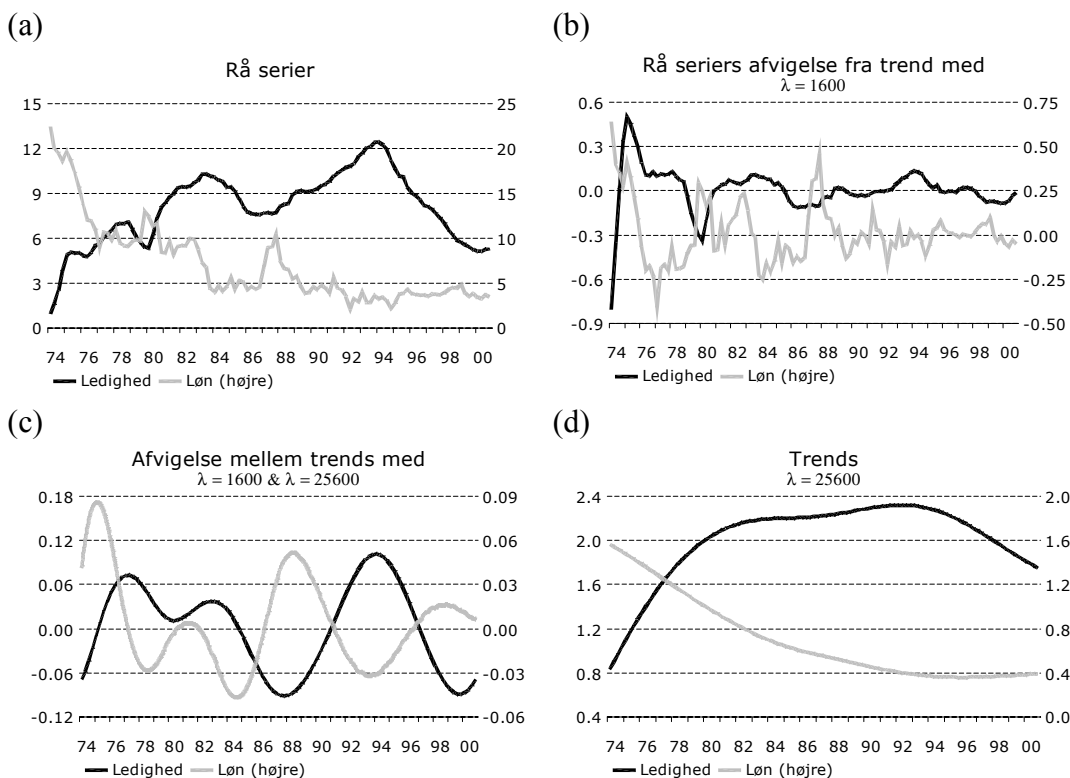 (a)
Rå serier
15 25
12 20
9 15
6 10
3 5
0 0
74 76 78 80 82 84 86 88 90 92 94 96 98 00
Ledighed Løn (højre)
(b)
Rå seriers afvigelse fra trend med
λ = 1600
0.6 0.75
0.3 0.50
0.0 0.25
-0.3 0.00
-0.6 -0.25
-0.9 -0.50
74 76 78 80 82 84 86 88 90 92 94 96 98 00
Ledighed Løn (højre)
(c)
Afvigelse mellem trends med
λ = 1600 & λ = 25600
0.18 0.09
0.12 0.06
0.06 0.03
0.00 0.00
-0.06 -0.03
-0.12 -0.06
74 76 78 80 82 84 86 88 90 92 94 96 98 00
Ledighed Løn (højre)
(d)
Trends
λ = 25600
2.4 2.0
2.0 1.6
1.6 1.2
1.2 0.8
0.8 0.4
0.4 0.0
74 76 78 80 82 84 86 88 90 92 94 96 98 00
Ledighed Løn (højre)